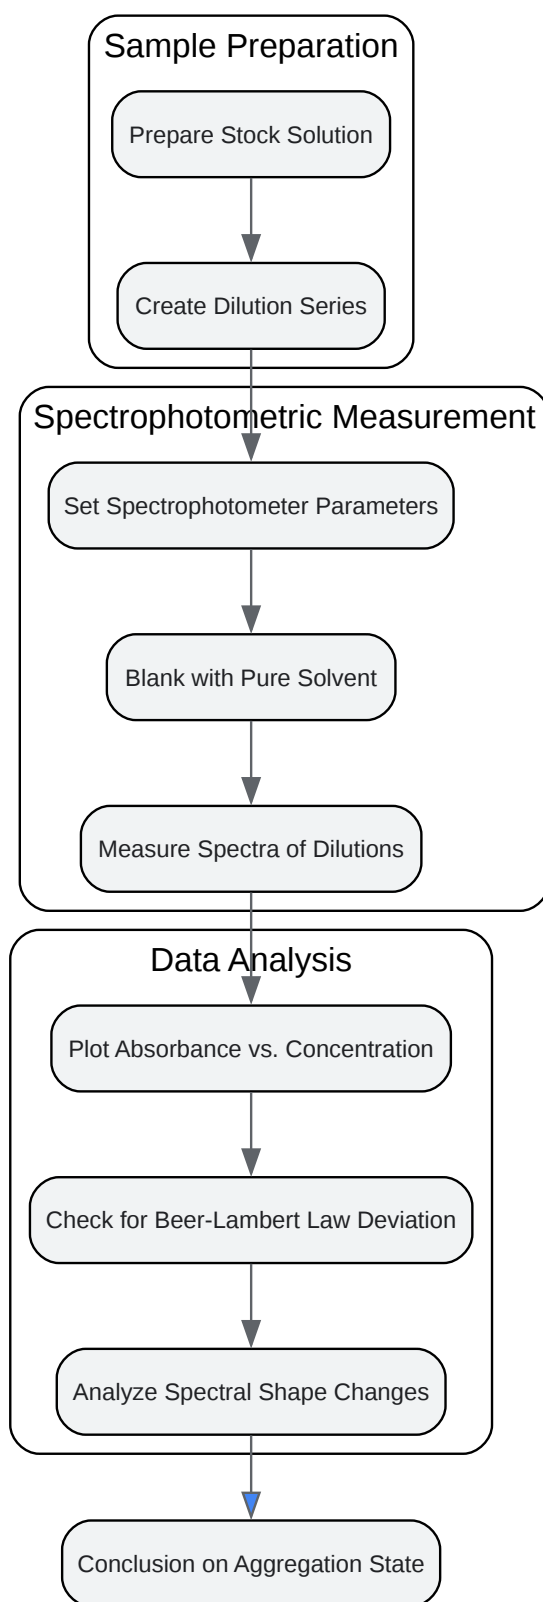 Sample Preparation
Prepare Stock Solution
Create Dilution Series
Spectrophotometric Measurement
Set Spectrophotometer Parameters
Blank with Pure Solvent
Measure Spectra of Dilutions
Data Analysis
Plot Absorbance vs. Concentration
Check for Beer-Lambert Law Deviation
Analyze Spectral Shape Changes
Conclusion on Aggregation State